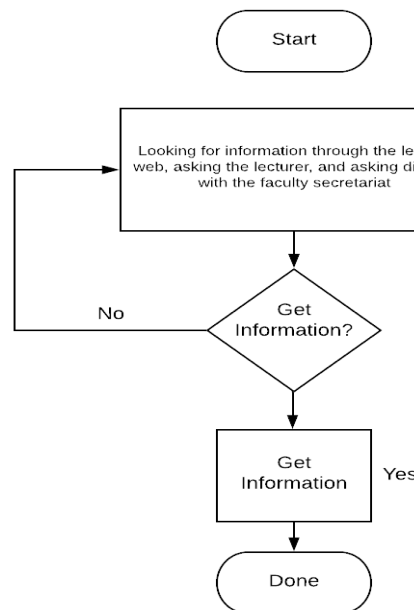 Start
Looking for information through the le
web, asking the lecturer, and asking di
with the faculty secretariat
Get
Information?
No
Get
Information
Yes
Done